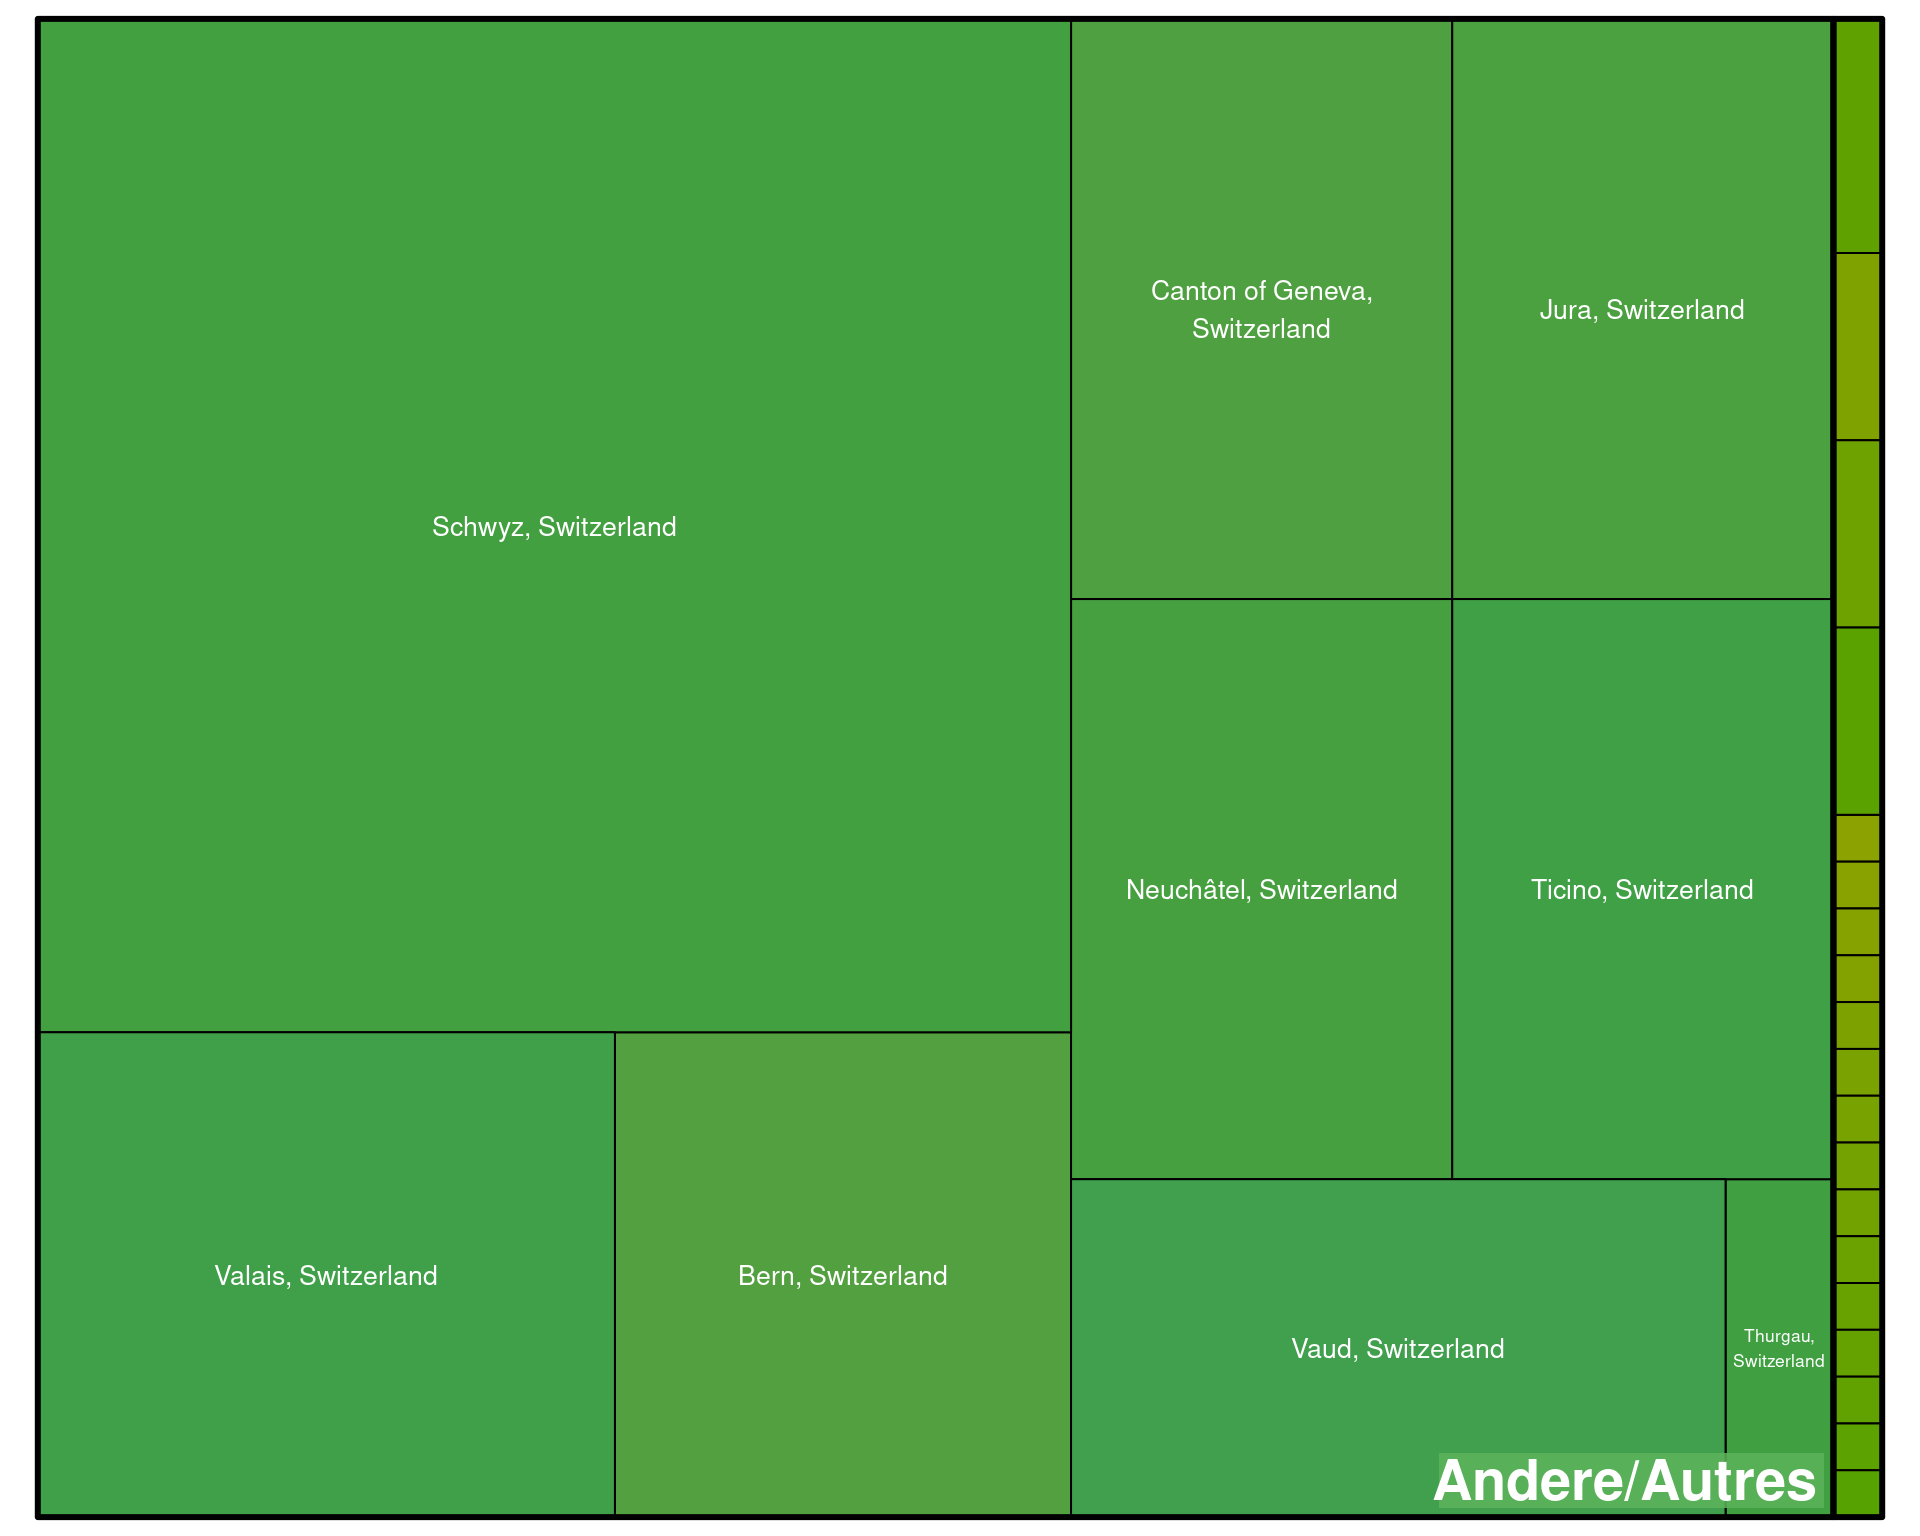 Schwyz, Switzerland
Canton of Geneva,
Switzerland
Jura, Switzerland
Neuchâtel, Switzerland
Ticino, Switzerland
Valais, Switzerland
Bern, Switzerland
Vaud, Switzerland
Thurgau,
Switzerland
Andere/Autres